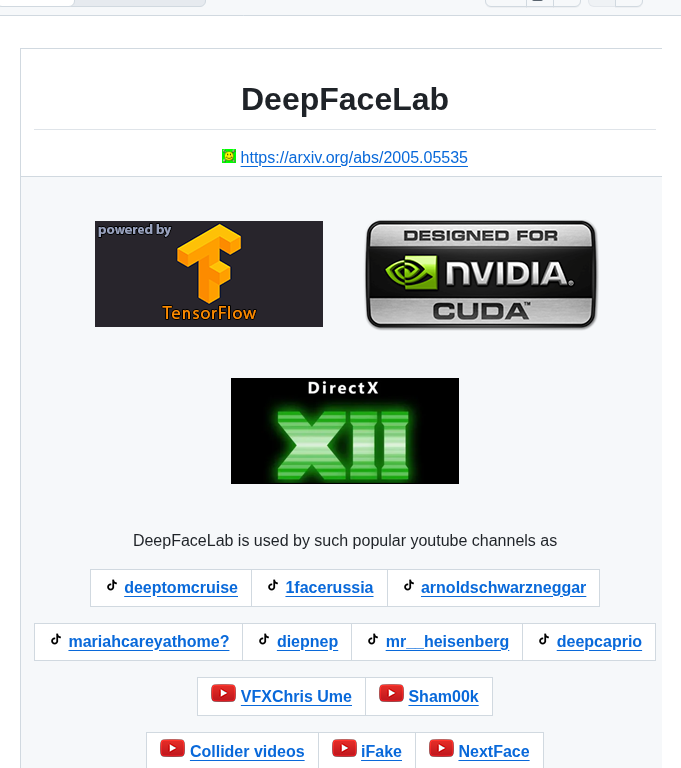 DeepFaceLab
https://arxiv.org/abs/2005.05535
powered by
TensorFlow
DESIGNED FOR
NVIDIA.
CUDA™
DirectX
XII
DeepFaceLab is used by such popular youtube channels as
deeptomcruise 1facerussia arnoldschwarzneggar
mariahcareyathome? diepnep mr__heisenberg deepcaprio
VFXChris Ume Sham00k
Collider videos iFake NextFace